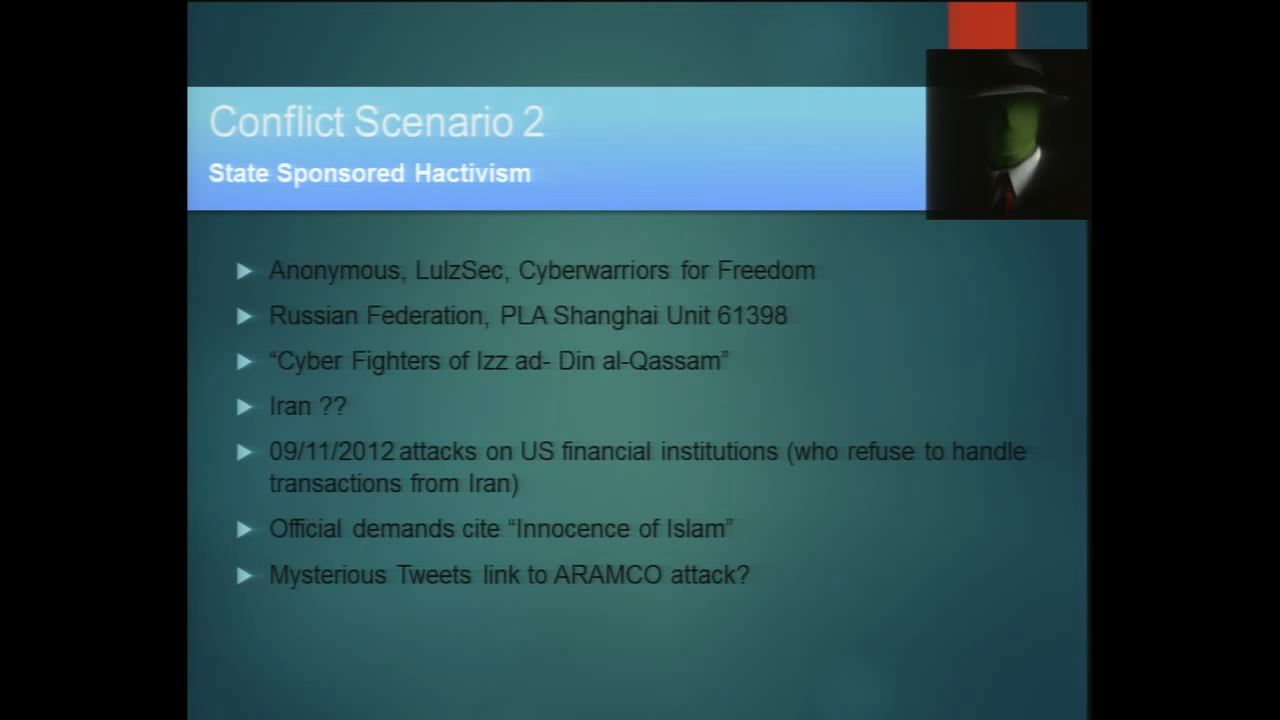 Conflict Scenario 2
State Sponsored Hactivism
Anonymous, LulzSec, Cyberwarriors for Freedom
Russian Federation, PLA Shanghai Unit 61398
“Cyber Fighters of Izz ad- Din al-Qassam”
Iran ??
09/11/2012 attacks on US financial institutions (who refuse to handle
transactions from Iran)
Official demands cite “Innocence of Islam”
Mysterious Tweets link to ARAMCO attack?